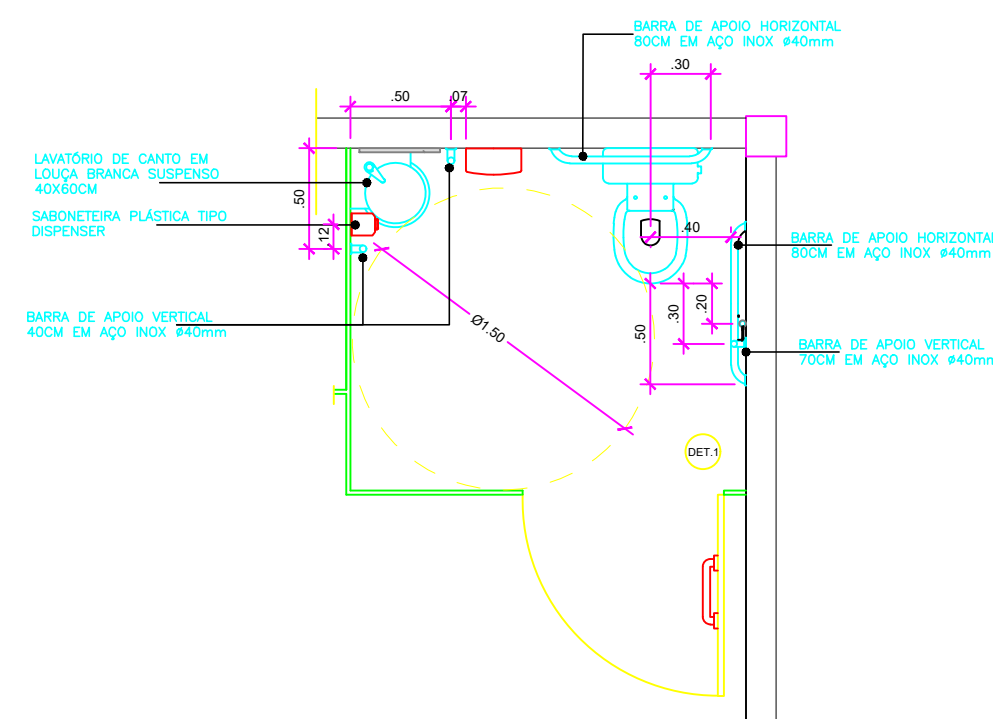 BARRA DE APOIO HORIZONTAL
80CM EM AÇO INOX Ø40mm
.30
.50
.07
LAVATÓRIO DE CANTO EM
LOUÇA BRANCA SUSPENSO
40X60CM
.50
SABONETEIRA PLÁSTICA TIPO
DISPENSER
.12
.40
BARRA DE APOIO HORIZONTAL
80CM EM AÇO INOX Ø40mm
BARRA DE APOIO VERTICAL
40CM EM AÇO INOX Ø40mm
Ø1.50
.50
.30
.20
BARRA DE APOIO VERTICAL
70CM EM AÇO INOX Ø40mm
DET.1